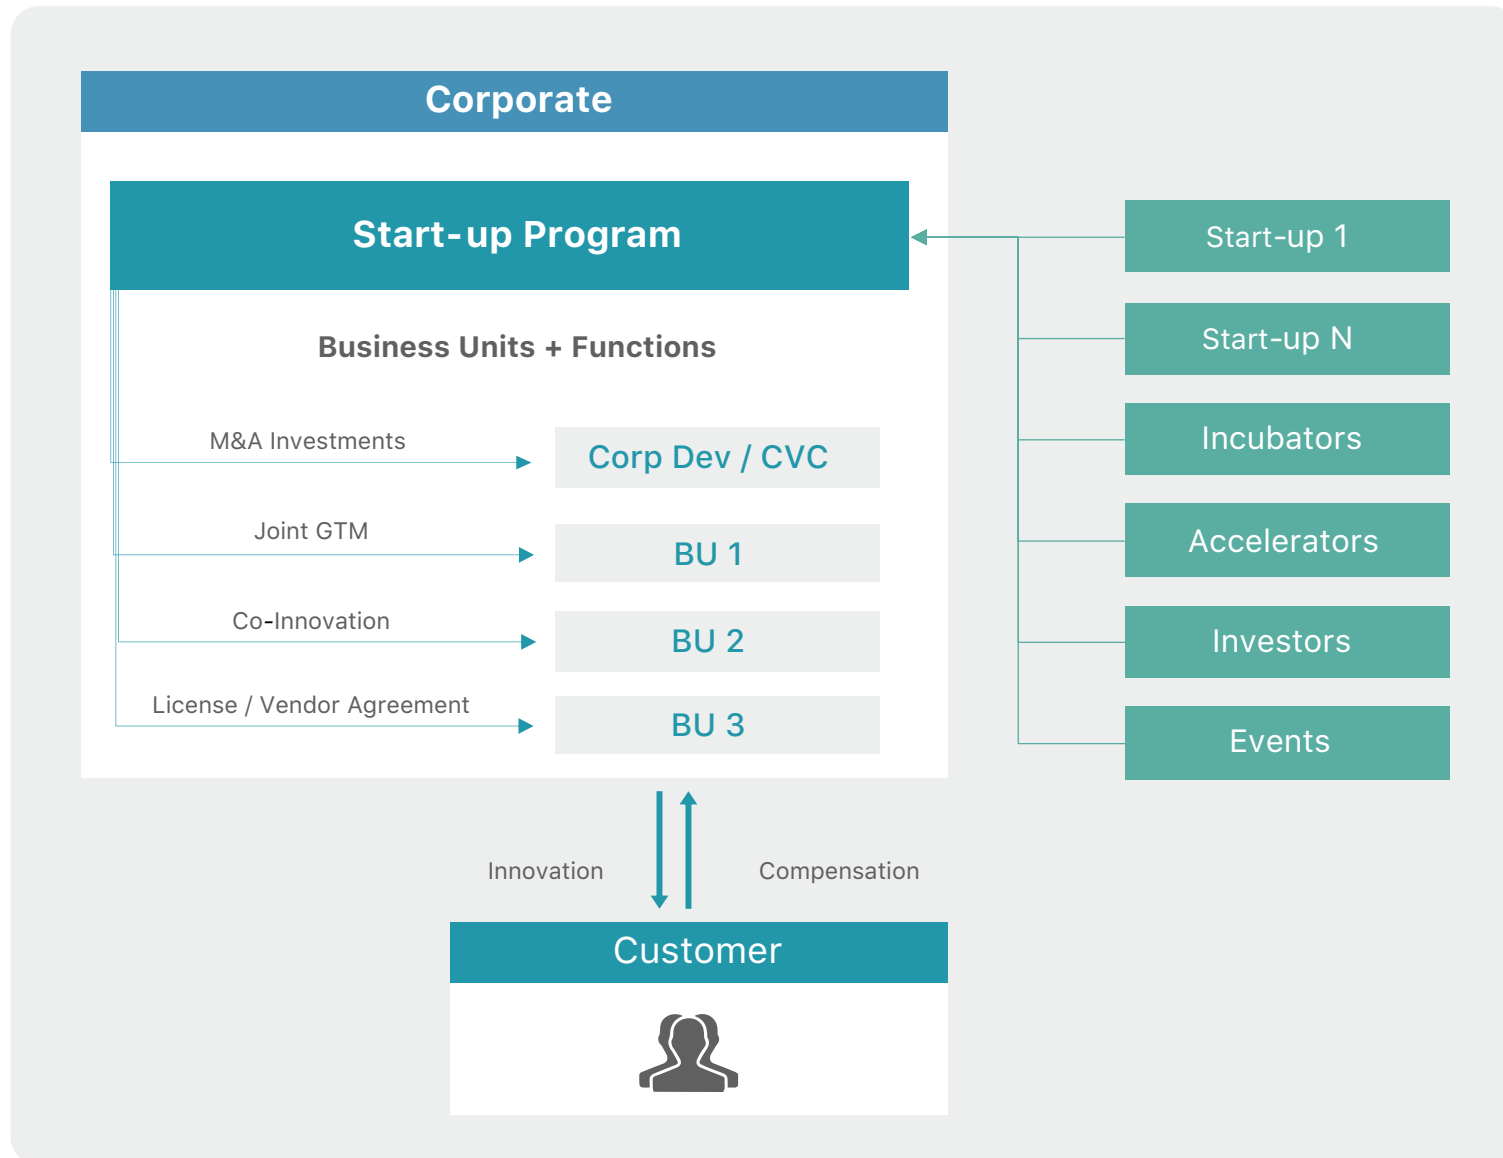 Corporate
Start-up Program
Business Units + Functions
M&A Investments
Corp Dev / CVC
Joint GTM
BU 1
Co-Innovation
BU 2
License / Vendor Agreement
BU 3
Start-up 1
Start-up N
Incubators
Accelerators
Investors
Events
Innovation
Compensation
Customer